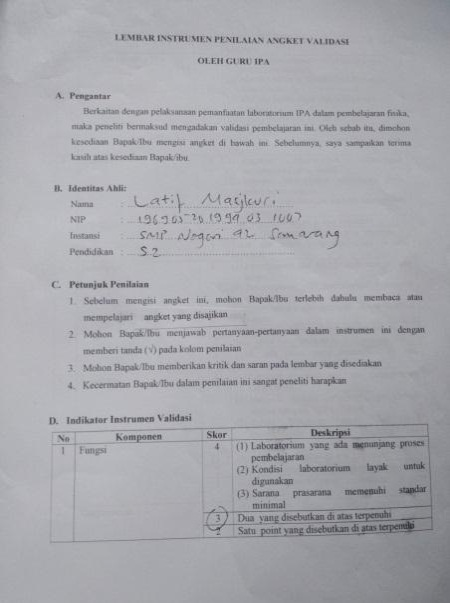 LEMBAR INSTRUMEN PENILAIAN ANGKET VALIDASI
OLEH GURU IPA
A. Pengantar
Berkaitan dengan pelaksanaan pemanfaatan laboratorium IPA dalam pembelajaran fisika,
maka peneliti bermaksud mengadakan validasi pembelajaran ini. Oleh sebab itu, dimohon
kesediaan Bapak/Ibu mengisi angket di bawah ini. Sebelumnya, saya sampaikan terima
kasih atas kesediaan Bapak/ibu.
B. Identitas Ahli:
Nama : Latif Masjkuri
NIP :
Instansi : SMP Negeri Semarang
Pendidikan : S2
C. Petunjuk Penilaian
1. Sebelum mengisi angket ini, mohon Bapak/Ibu terlebih dahulu membaca atau
mempelajari angket yang disajikan
2. Mohon Bapak/Ibu menjawab pertanyaan-pertanyaan dalam instrumen ini dengan
memberi tanda (√) pada kolom penilaian
3. Mohon Bapak/Ibu memberikan kritik dan saran pada lembar yang disediakan
4. Kecermatan Bapak/Ibu dalam penilaian ini sangat peneliti harapkan
D. Indikator Instrumen Validasi
No Komponen Skor Deskripsi
1 Fungsi 4 (1) Laboratorium yang ada menunjang proses
pembelajaran
(2) Kondisi laboratorium layak untuk
digunakan
(3) Sarana prasarana memenuhi standar
minimal
3 Dua yang disebutkan di atas terpenuhi
2 Satu point yang disebutkan di atas terpenuhi